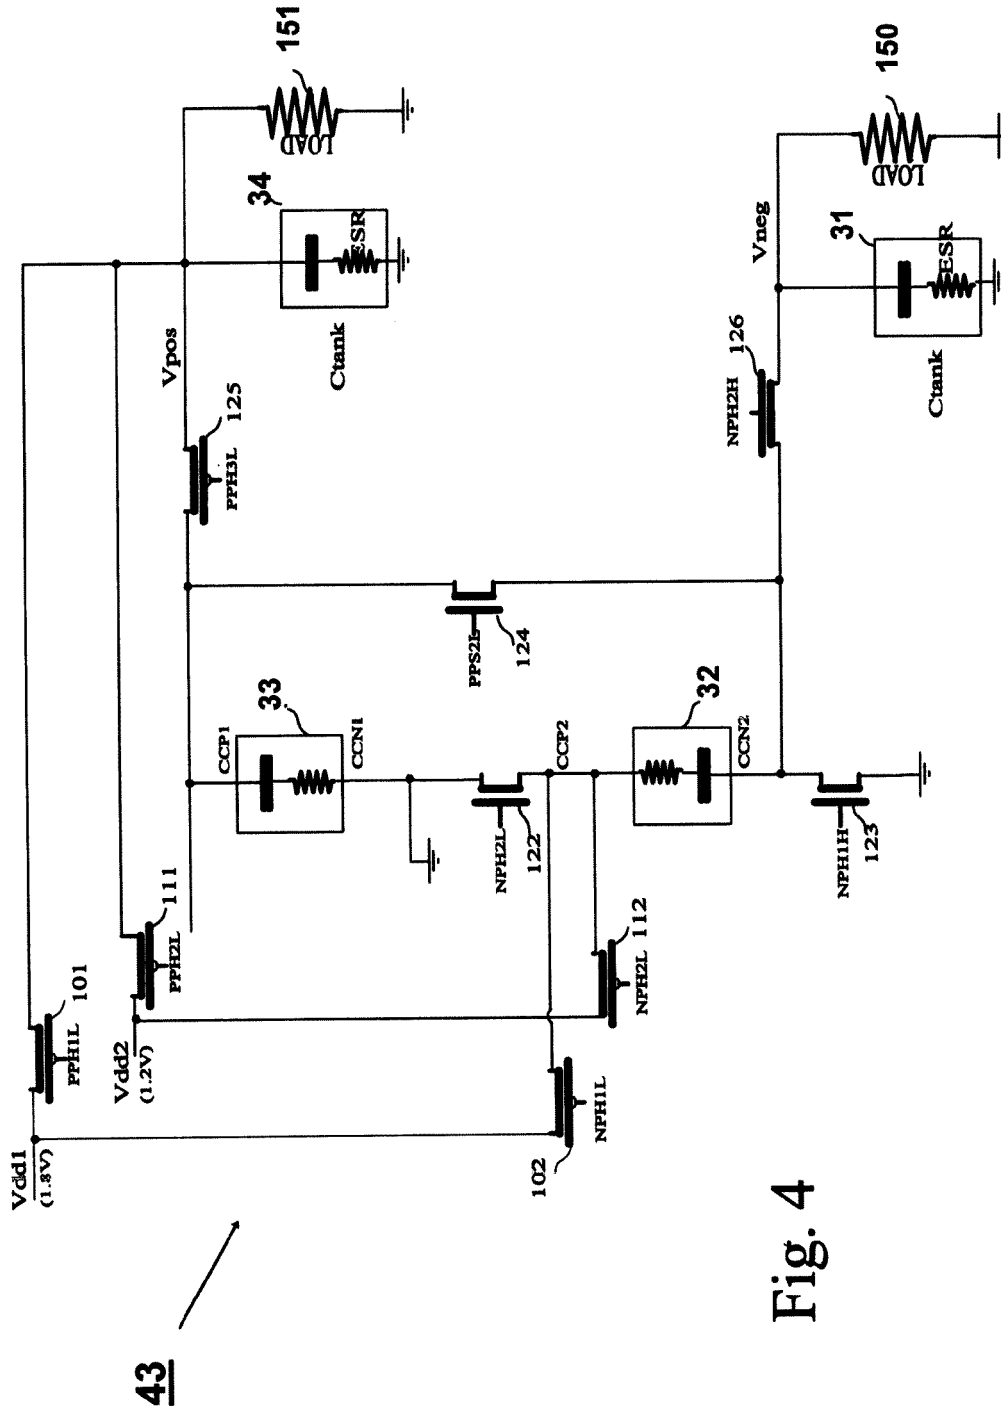 43
Vdd1
(1.8V)
101
PPH1L
Vdd2
(1.2V)
111
PPH2L
102
NPH1L
112
NPH2L
CCP1
33
CCN1
NPH2L
122
CCP2
32
CCN2
NPH1H
123
PPS2L
124
125
PPH3L
Vpos
34
ESR
Ctank
151
LOAD
126
NPH2H
Vneg
31
ESR
Ctank
150
LOAD
Fig. 4